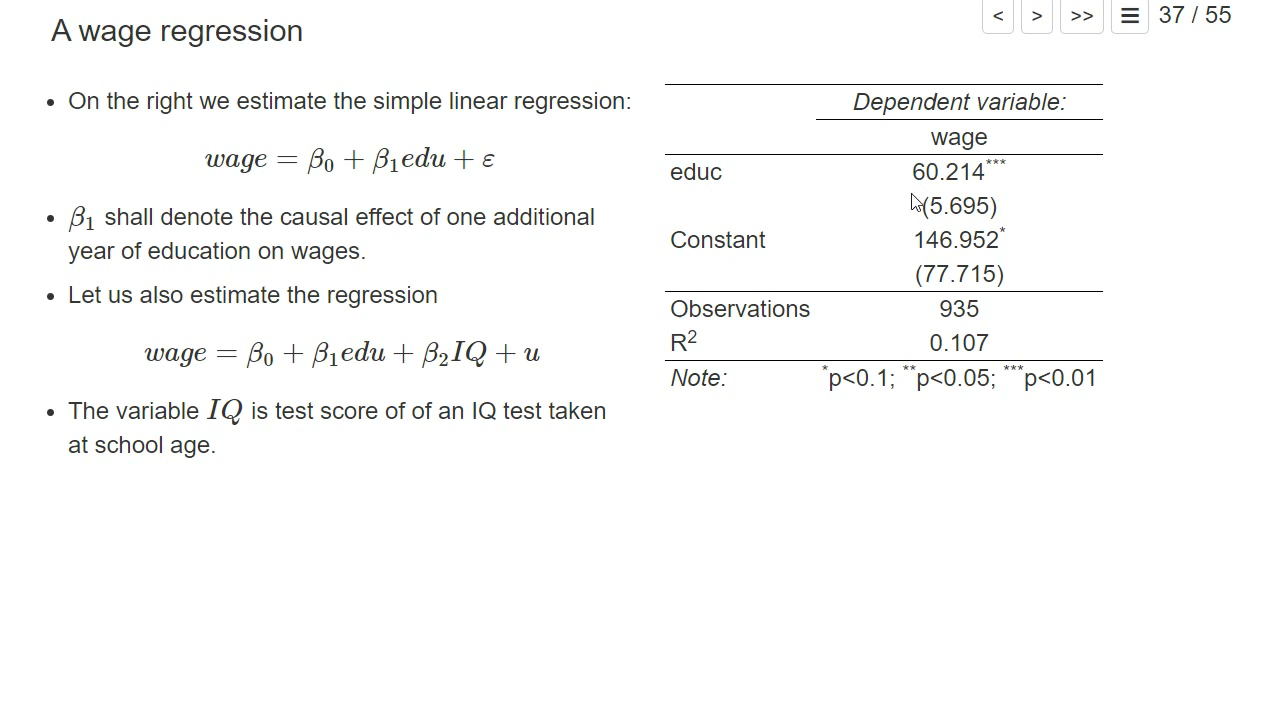 A wage regression
< > >> ☰ 37 / 55
• On the right we estimate the simple linear regression:
wage = β₀ + β₁edu + ε
• β₁ shall denote the causal effect of one additional
year of education on wages.
• Let us also estimate the regression
wage = β₀ + β₁edu + β₂IQ + u
• The variable IQ is test score of of an IQ test taken
at school age.
Dependent variable:
wage
educ 60.214***
(5.695)
Constant 146.952*
(77.715)
Observations 935
R² 0.107
Note: *p<0.1; **p<0.05; ***p<0.01